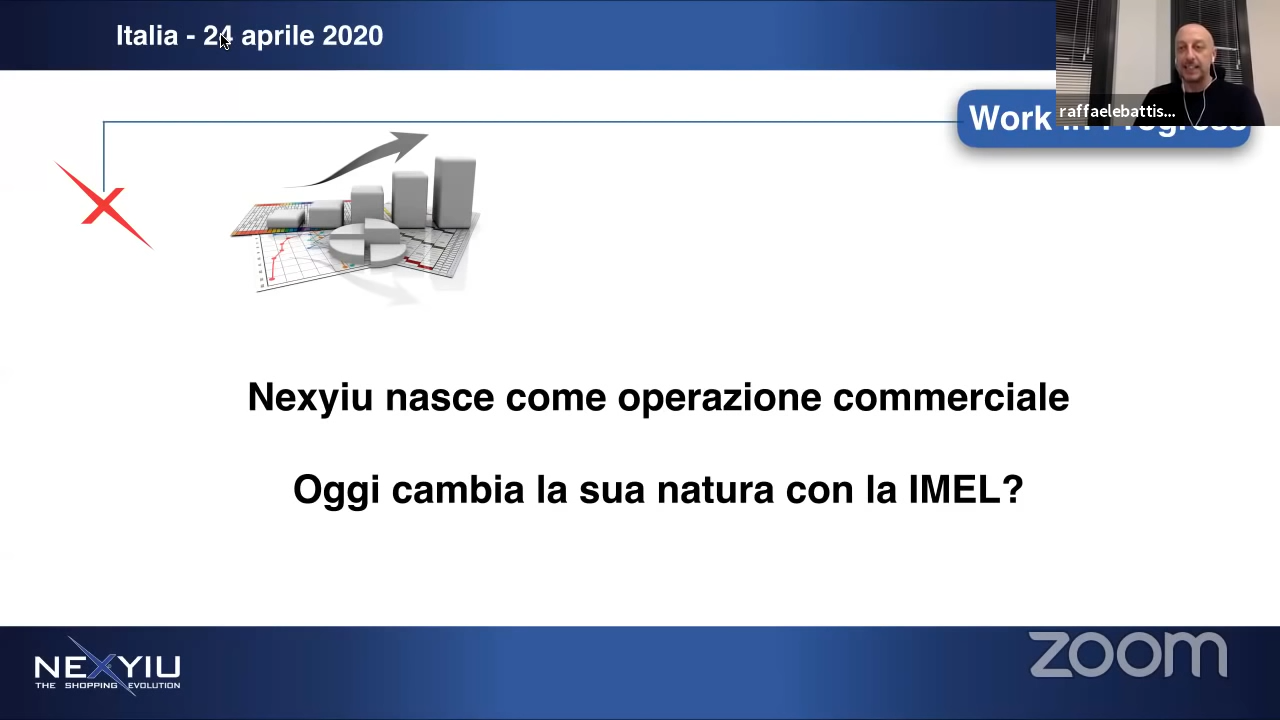 Italia - 24 aprile 2020
raffaelebattis...
Work in Progress
Nexyiu nasce come operazione commerciale
Oggi cambia la sua natura con la IMEL?
NEXYIU
THE SHOPPING EVOLUTION
zoom